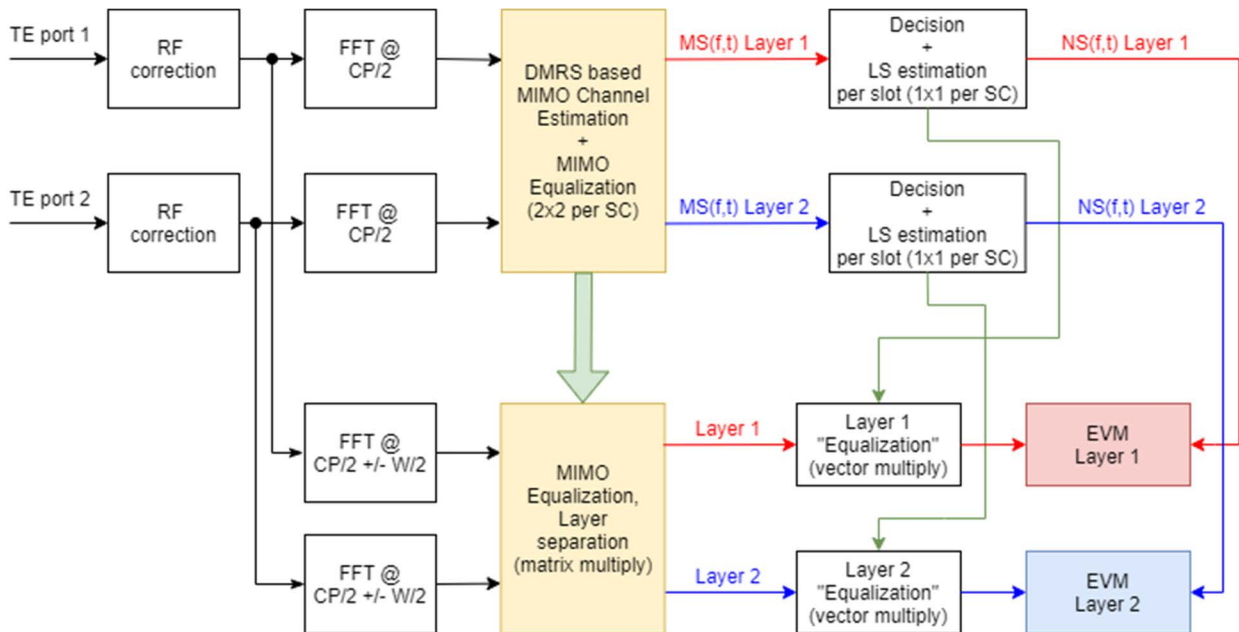 TE port 1
RF
correction
FFT @
CP/2
DMRS based
MIMO Channel
Estimation
+
MIMO
Equalization
(2x2 per SC)
MS(f,t) Layer 1
Decision
+
LS estimation
per slot (1x1 per SC)
NS(f,t) Layer 1
TE port 2
RF
correction
FFT @
CP/2
MS(f,t) Layer 2
Decision
+
LS estimation
per slot (1x1 per SC)
NS(f,t) Layer 2
FFT @
CP/2 +/- W/2
MIMO
Equalization,
Layer
separation
(matrix multiply)
Layer 1
Layer 1
"Equalization"
(vector multiply)
EVM
Layer 1
FFT @
CP/2 +/- W/2
Layer 2
Layer 2
"Equalization"
(vector multiply)
EVM
Layer 2